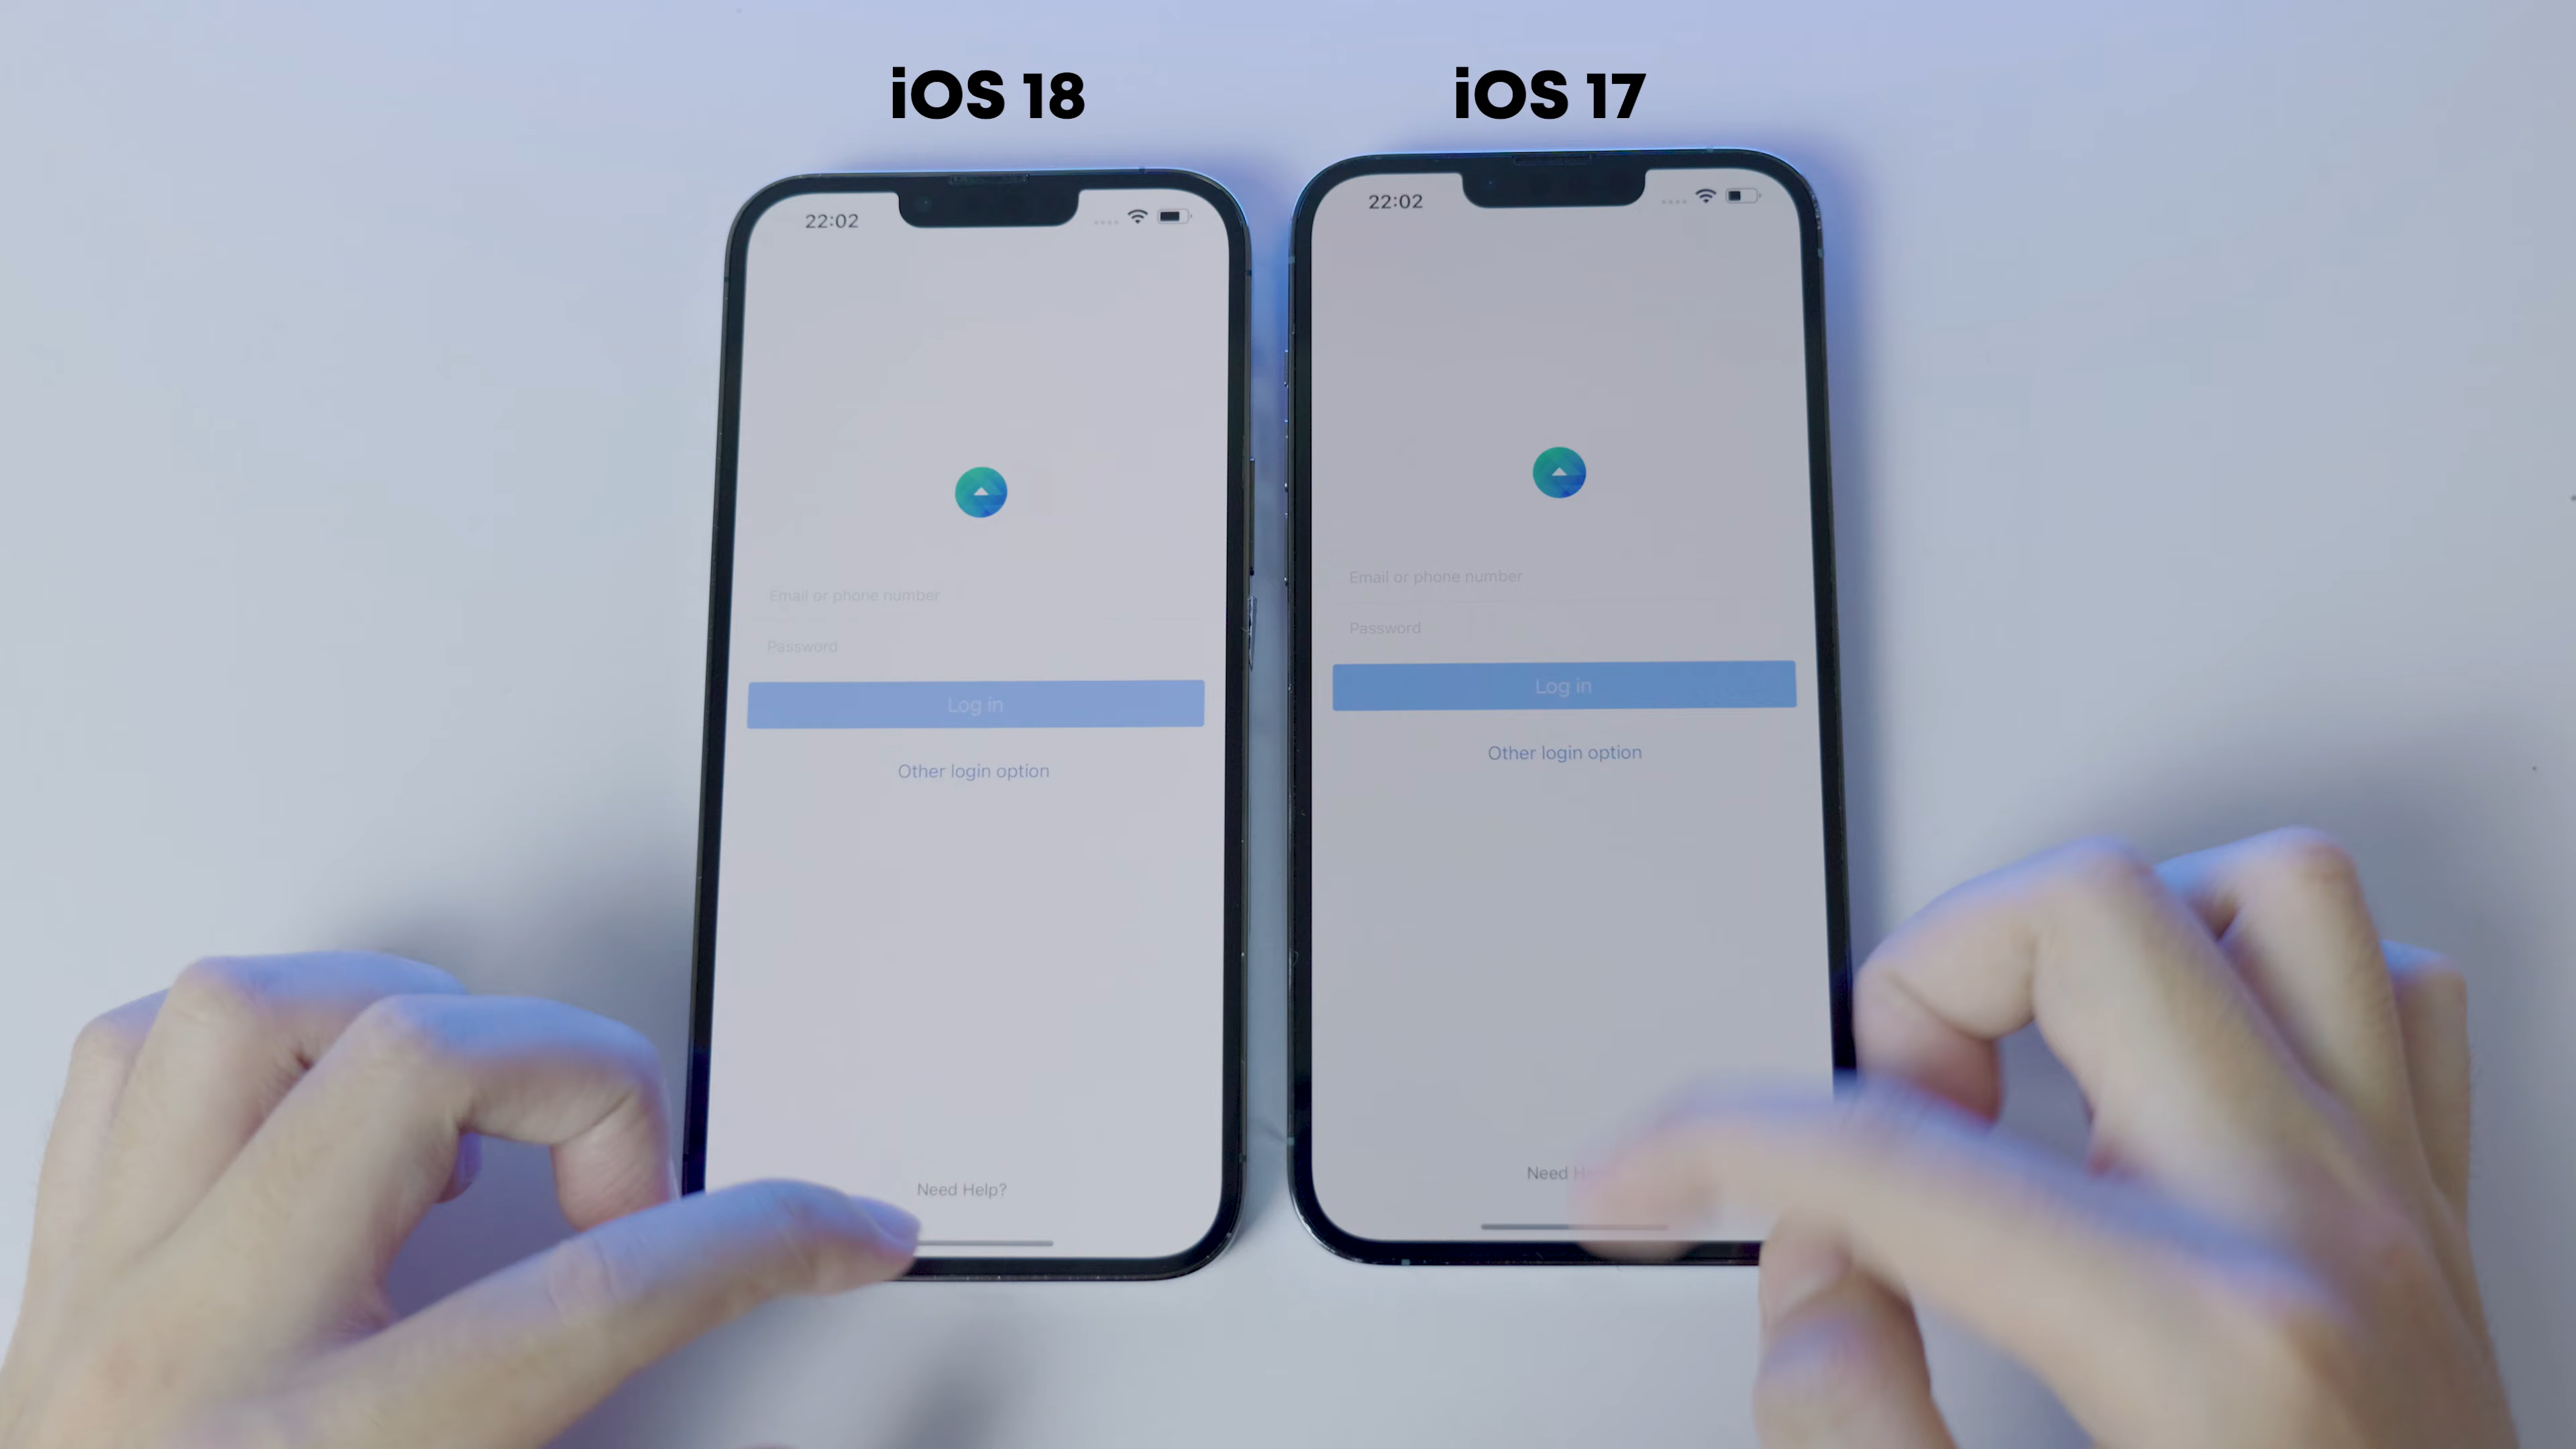 iOS 18
iOS 17
22:02
Email or phone number
Password
Log in
Other login option
Need Help?
22:02
Email or phone number
Password
Log in
Other login option
Need